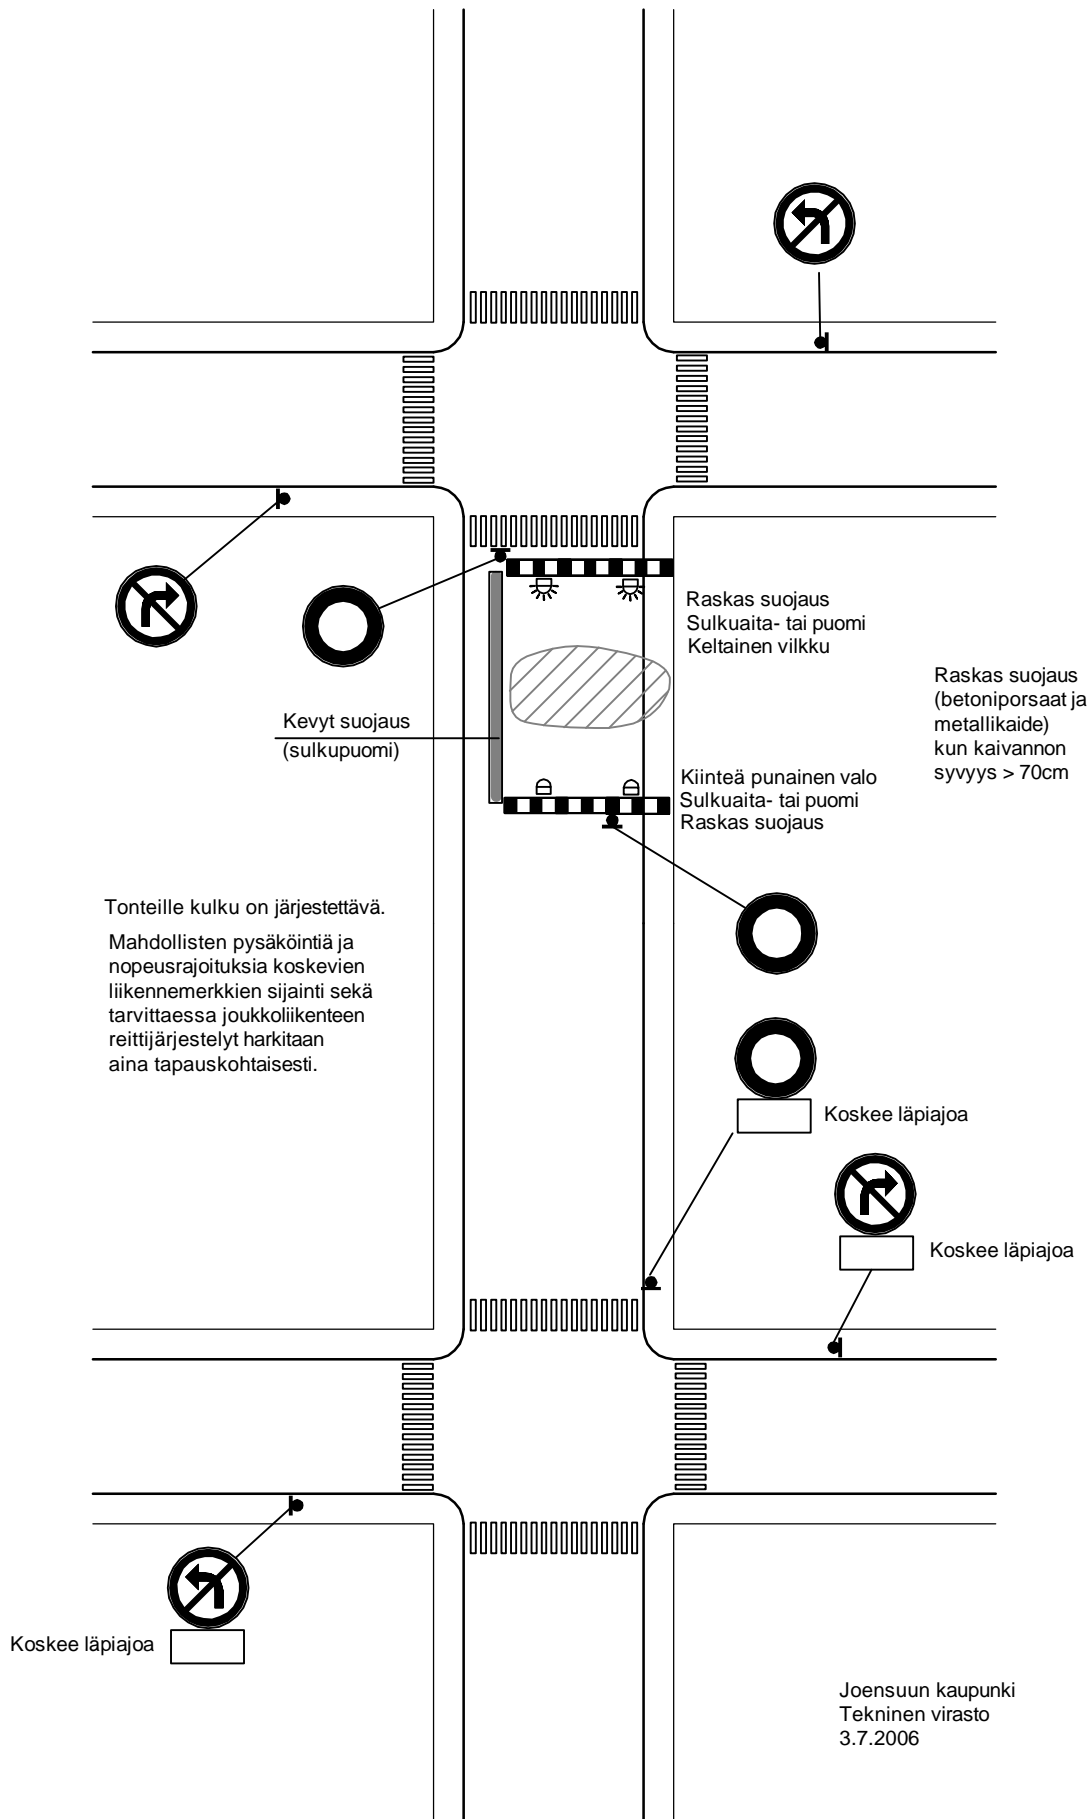 Raskas suojaus
Sulkuaita- tai puomi
Keltainen vilkku
Raskas suojaus
(betoniporsaat ja
metallikaide)
kun kaivannon
syvyys > 70cm
Kevyt suojaus
(sulkupuomi)
Kiinteä punainen valo
Sulkuaita- tai puomi
Raskas suojaus
Tonteille kulku on järjestettävä.
Mahdollisten pysäköintiä ja
nopeusrajoituksia koskevien
liikennemerkkien sijainti sekä
tarvittaessa joukkoliikenteen
reittijärjestelyt harkitaan
aina tapauskohtaisesti.
Koskee läpiajoa
Koskee läpiajoa
Koskee läpiajoa
Joensuun kaupunki
Tekninen virasto
3.7.2006